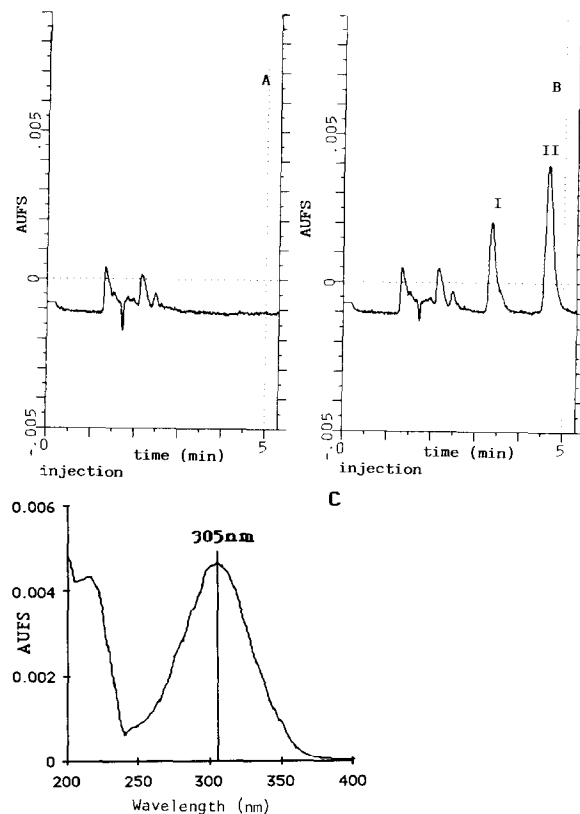 A
.005
AUFS
0
-.005
-0
5
time (min)
injection
B
I
II
.005
AUFS
0
-.005
-0
5
time (min)
injection
C
0.006
305nm
0.004
AUFS
0.002
0
200
250
300
350
400
Wavelength (nm)